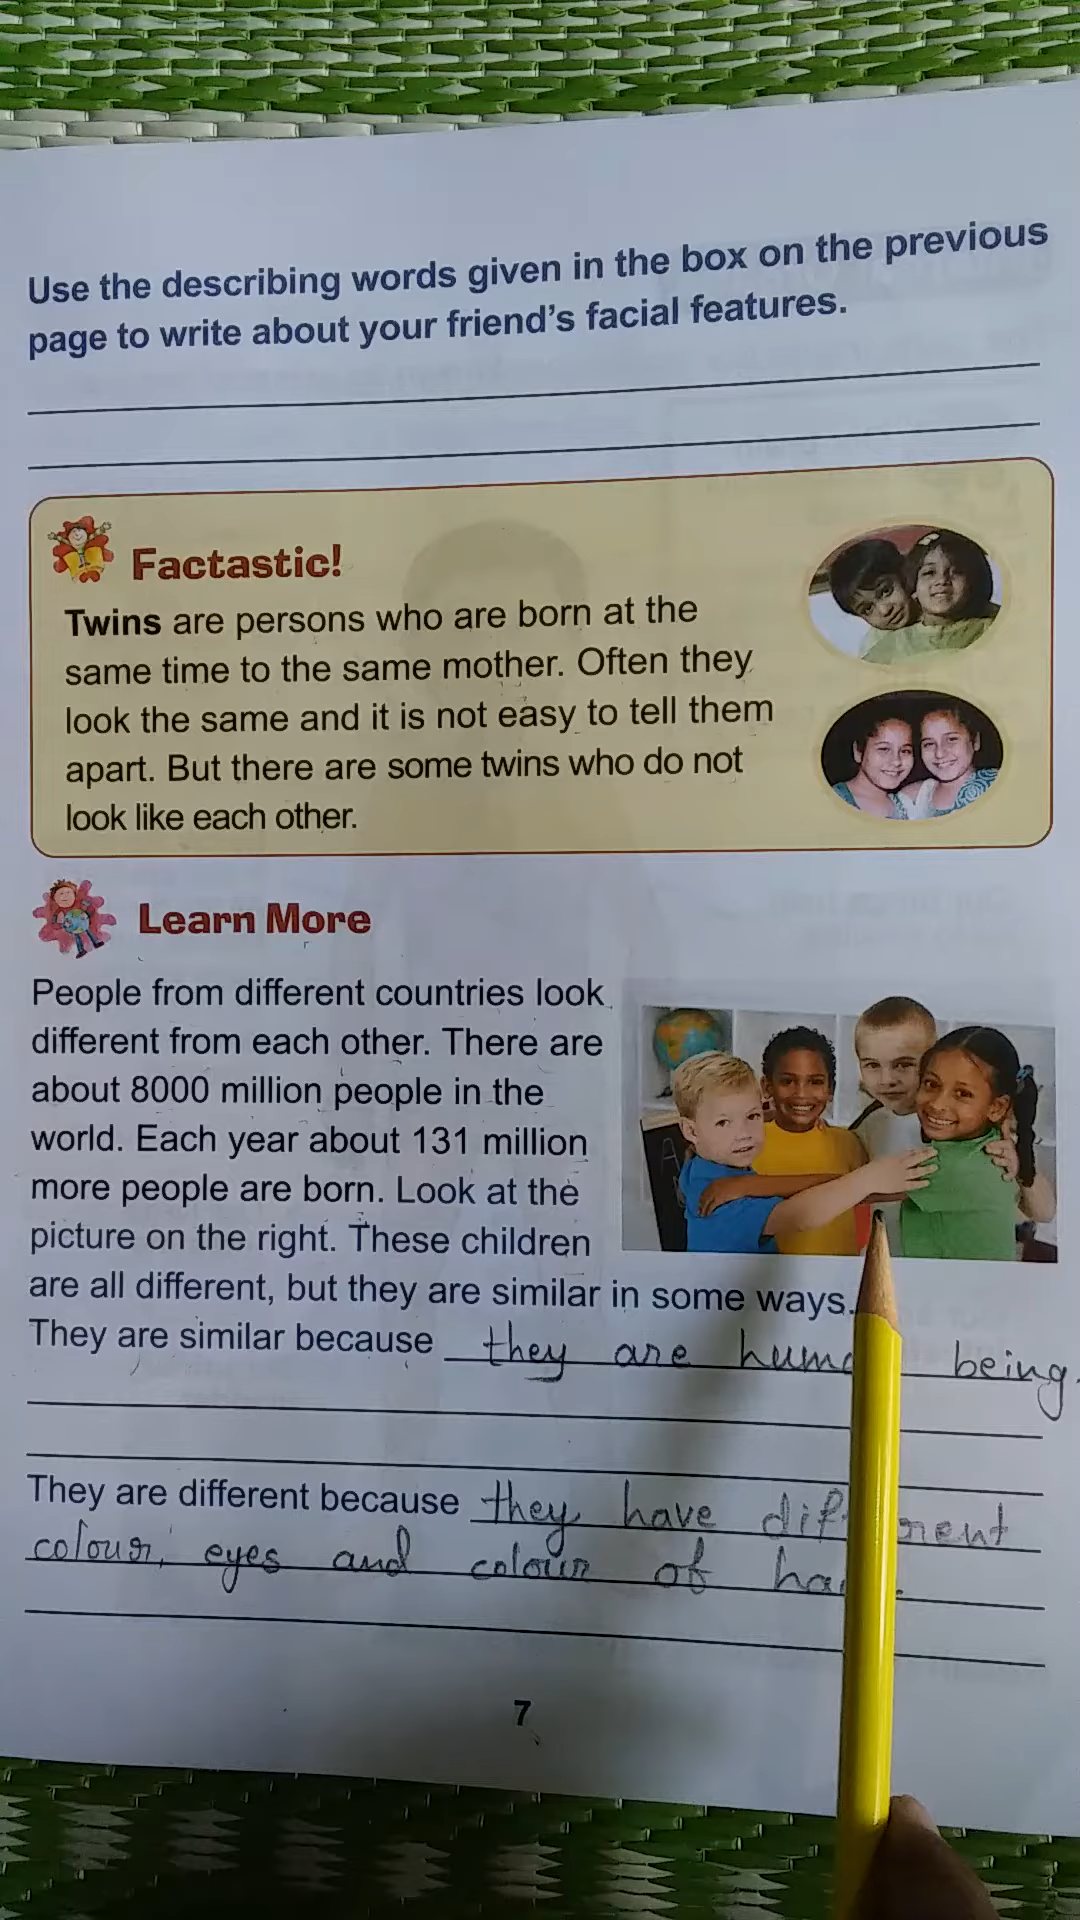 Use the describing words given in the box on the previous
page to write about your friend's facial features.
Factastic!
Twins are persons who are born at the
same time to the same mother. Often they
look the same and it is not easy to tell them
apart. But there are some twins who do not
look like each other.
Learn More
People from different countries look
different from each other. There are
about 8000 million people in the
world. Each year about 131 million
more people are born. Look at the
picture on the right. These children
are all different, but they are similar in some ways.
They are similar because they are being.
They are different because they have
colour, eyes and colour of
7